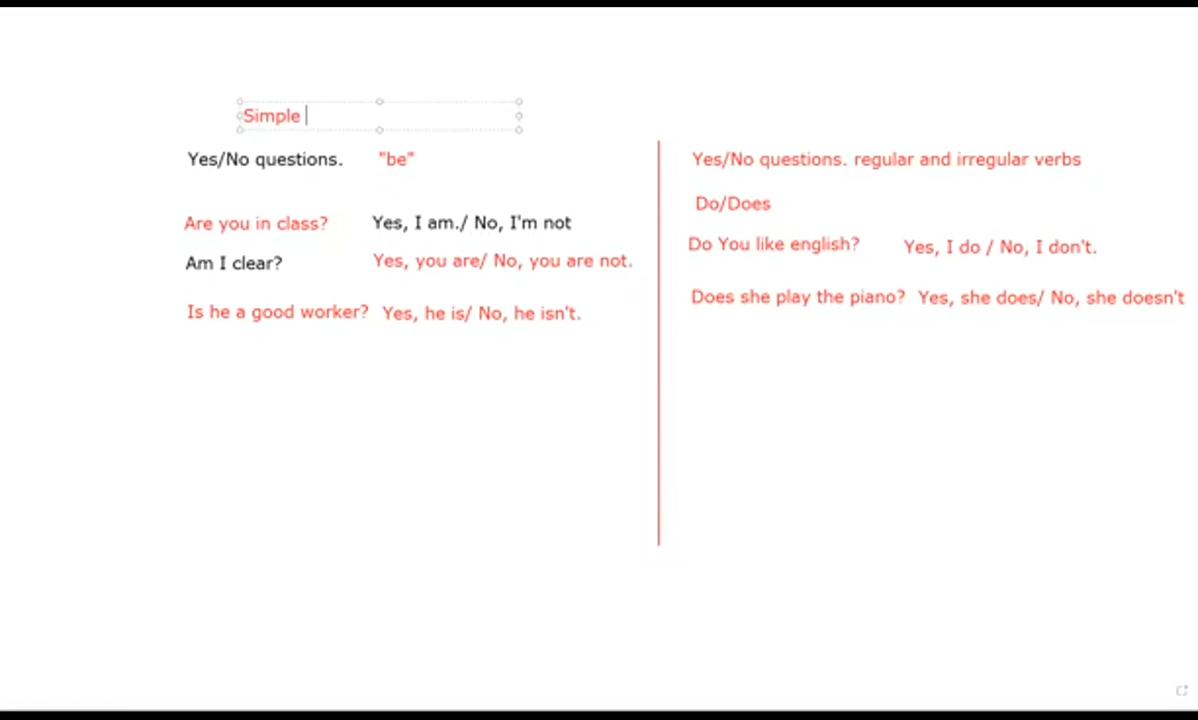 Simple
Yes/No questions. "be"
Are you in class? Yes, I am./ No, I'm not
Am I clear? Yes, you are/ No, you are not.
Is he a good worker? Yes, he is/ No, he isn't.
Yes/No questions. regular and irregular verbs
Do/Does
Do You like english? Yes, I do / No, I don't.
Does she play the piano? Yes, she does/ No, she doesn't